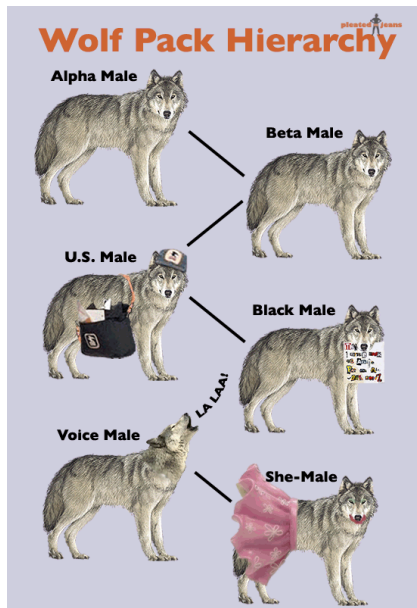 pleated jeans
Wolf Pack Hierarchy
Alpha Male
Beta Male
U.S. Male
Black Male
LA LAA!
Voice Male
She-Male